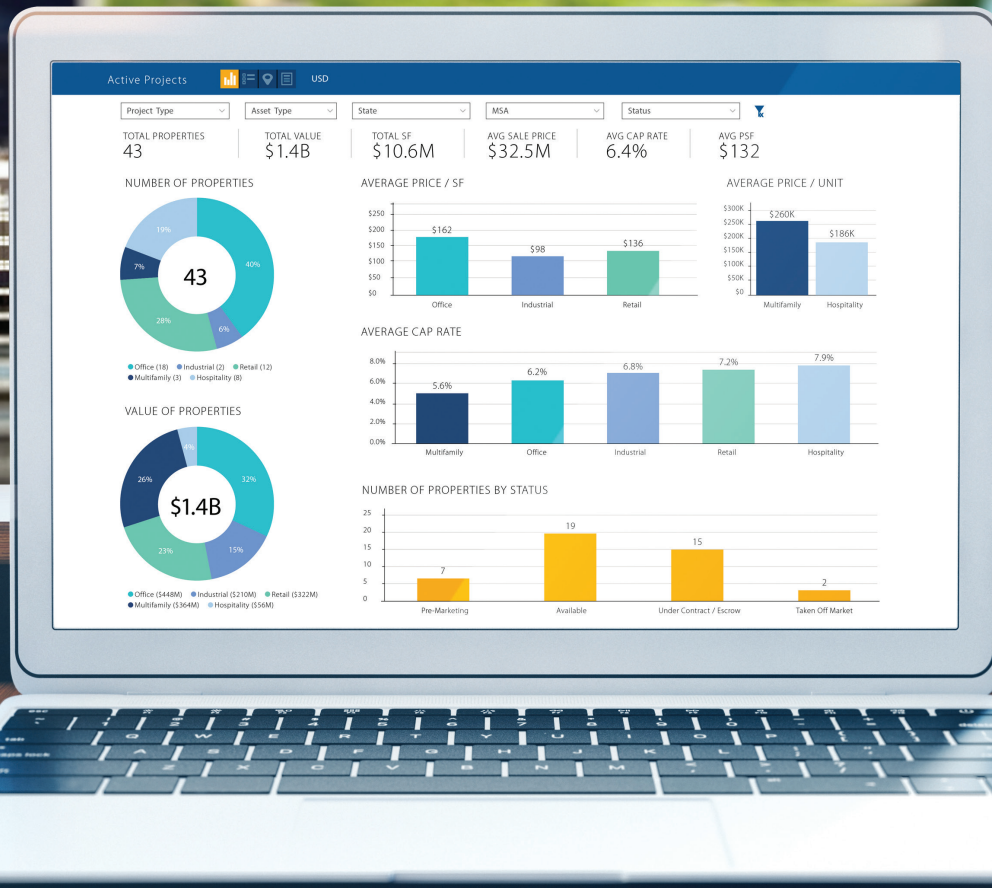 Active Projects USD
Project Type Asset Type State MSA Status
TOTAL PROPERTIES TOTAL VALUE TOTAL SF AVG SALE PRICE AVG CAP RATE AVG PSF
43 $1.4B $10.6M $32.5M 6.4% $132
NUMBER OF PROPERTIES
19%
40%
7%
43
28%
6%
Office (18) Industrial (2) Retail (12)
Multifamily (3) Hospitality (8)
AVERAGE PRICE / SF
$250
$200
$150
$100
$50
$0
$162
$98
$136
Office Industrial Retail
AVERAGE PRICE / UNIT
$300K
$250K
$200K
$150K
$100K
$50K
$0
$260K
$186K
Multifamily Hospitality
AVERAGE CAP RATE
8.0%
6.0%
4.0%
2.0%
0.0%
5.6%
6.2%
6.8%
7.2%
7.9%
Multifamily Office Industrial Retail Hospitality
VALUE OF PROPERTIES
4%
26%
32%
$1.4B
23%
15%
Office ($448M) Industrial ($210M) Retail ($322M)
Multifamily ($364M) Hospitality ($56M)
NUMBER OF PROPERTIES BY STATUS
25
20
15
10
5
0
7
19
15
2
Pre-Marketing Available Under Contract / Escrow Taken Off Market
esc
tab Q W E R T Y U I O P
caps lock A S D F G H J K L
Z X C V B N M